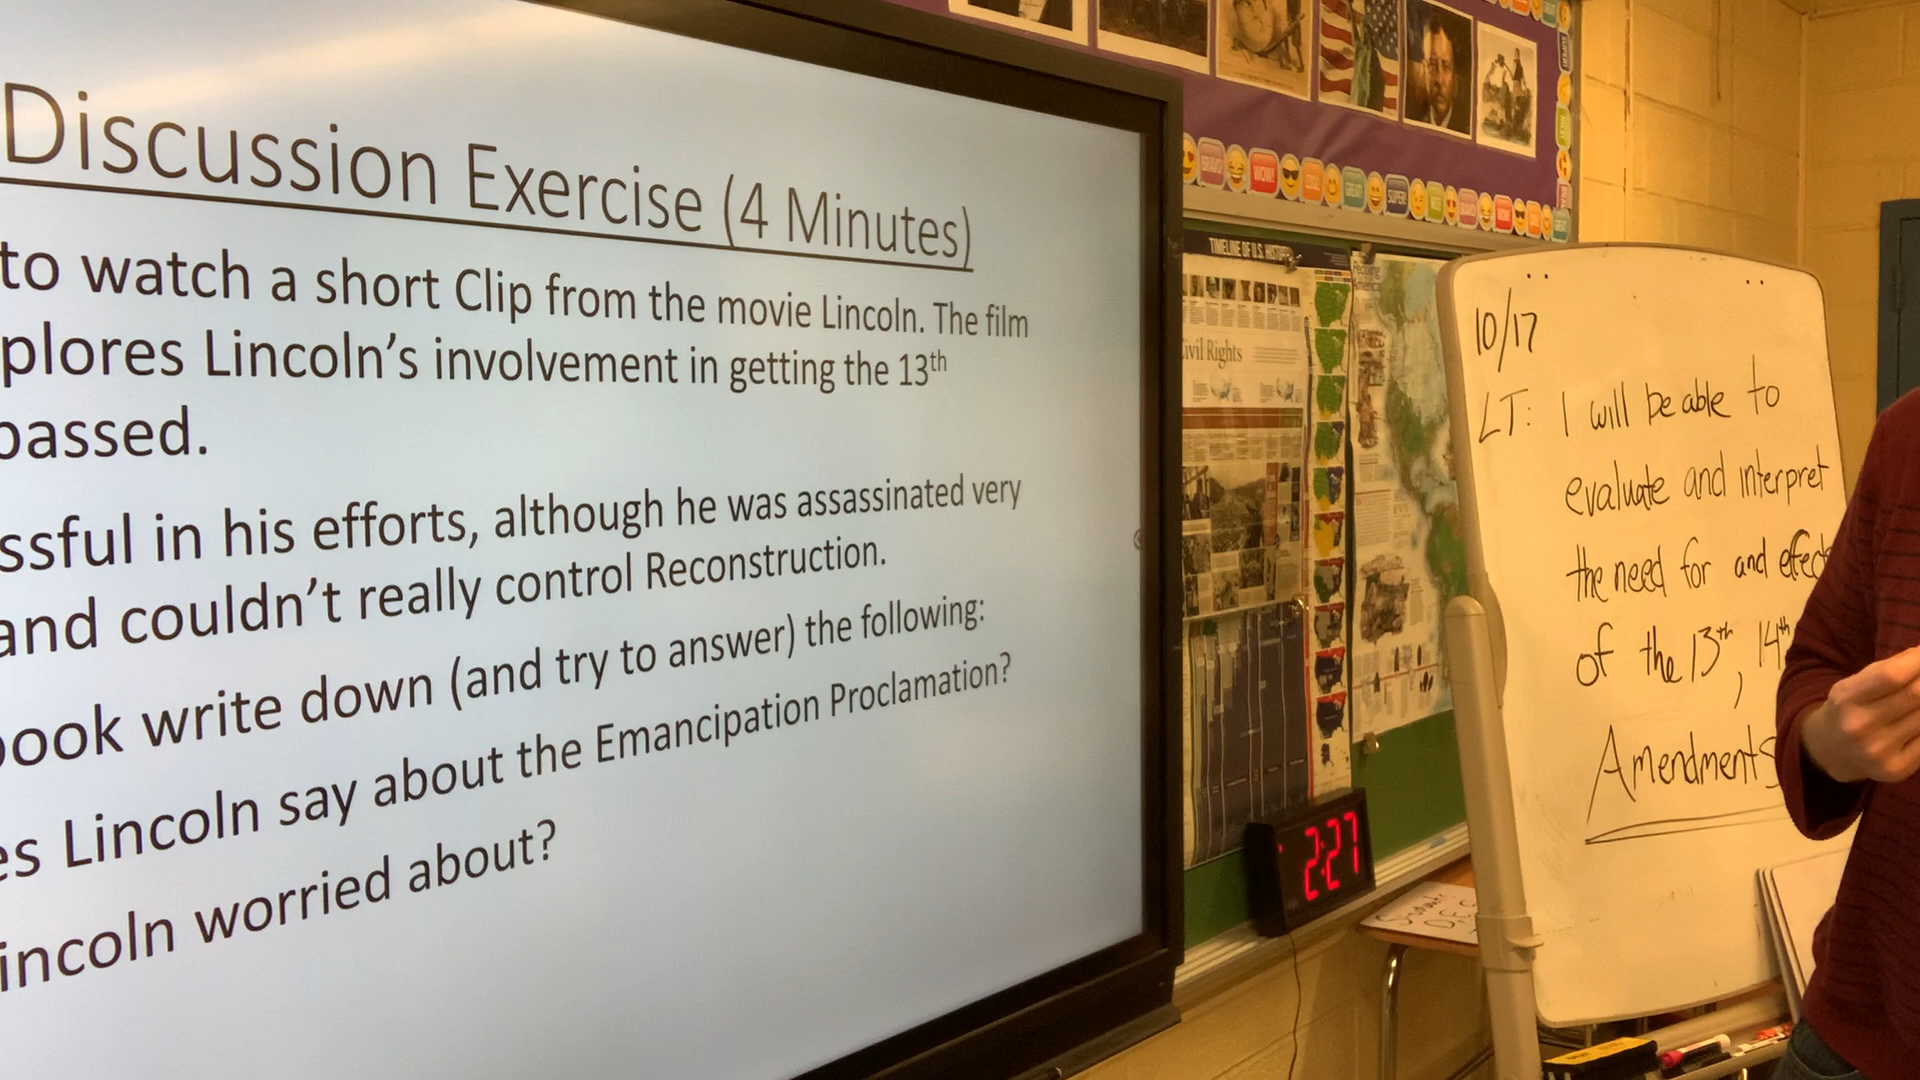 Discussion Exercise (4 Minutes)
to watch a short Clip from the movie Lincoln. The film
plores Lincoln's involvement in getting the 13th
passed.
ssful in his efforts, although he was assassinated very
and couldn't really control Reconstruction.
book write down (and try to answer) the following:
es Lincoln say about the Emancipation Proclamation?
incoln worried about?
WOW!
SUPER!
TIMELINE OF U.S. HISTORY
ivil Rights
2:27
10/17
LT: I will be able to
evaluate and interpret
the need for and effec
of the 13th, 14th
Amendments